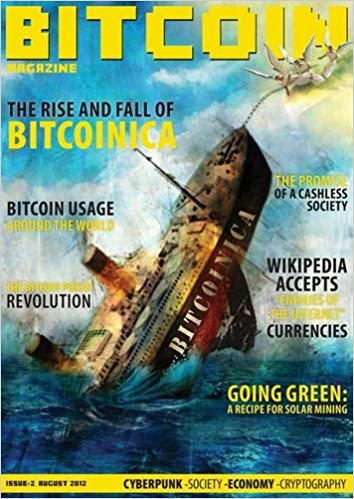 BITCOIN
MAGAZINE
THE RISE AND FALL OF
BITCOINICA
THE PROMISE
OF A CASHLESS
SOCIETY
BITCOIN USAGE
AROUND THE WORLD
WIKIPEDIA
ACCEPTS
"ENEMIES OF
THE INTERNET"
CURRENCIES
THE BITCOIN
REVOLUTION
BITCOINICA
GOING GREEN:
A RECIPE FOR SOLAR MINING
ISSUE:2 AUGUST 2012
CYBERPUNK -SOCIETY -ECONOMY -CRYPTOGRAPHY